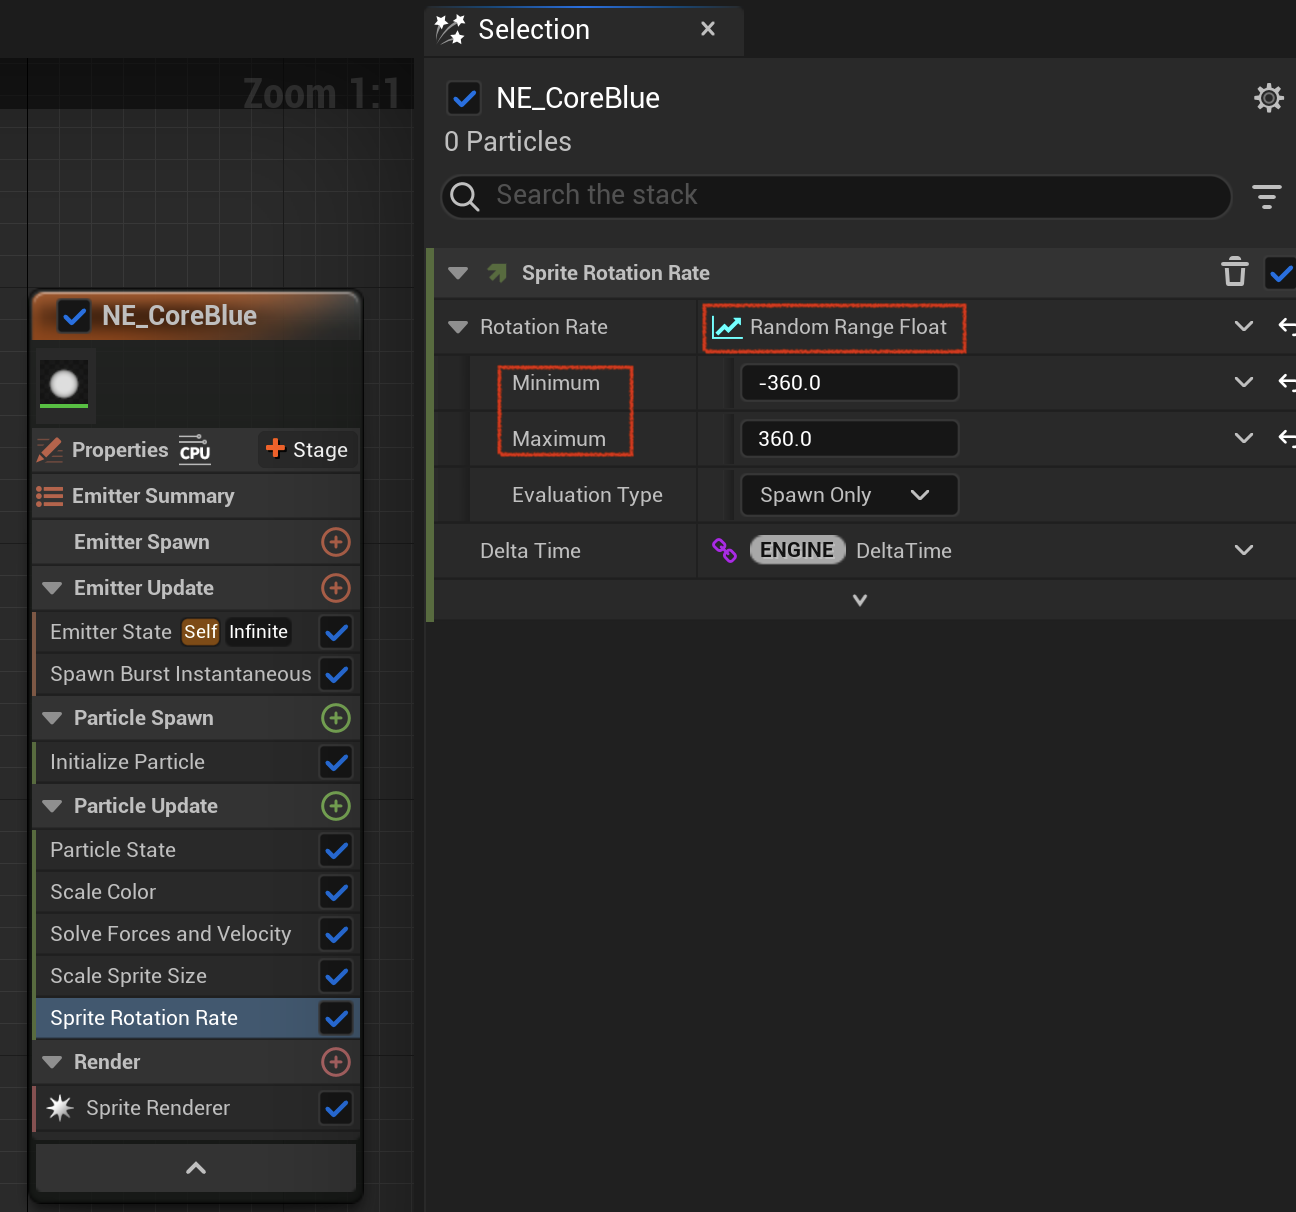 Selection
Zoom 1:1
NE_CoreBlue
0 Particles
Search the stack
Sprite Rotation Rate
Rotation Rate Random Range Float
Minimum -360.0
Maximum 360.0
Evaluation Type Spawn Only
Delta Time ENGINE DeltaTime
NE_CoreBlue
Properties CPU + Stage
Emitter Summary
Emitter Spawn
Emitter Update
Emitter State Self Infinite
Spawn Burst Instantaneous
Particle Spawn
Initialize Particle
Particle Update
Particle State
Scale Color
Solve Forces and Velocity
Scale Sprite Size
Sprite Rotation Rate
Render
Sprite Renderer